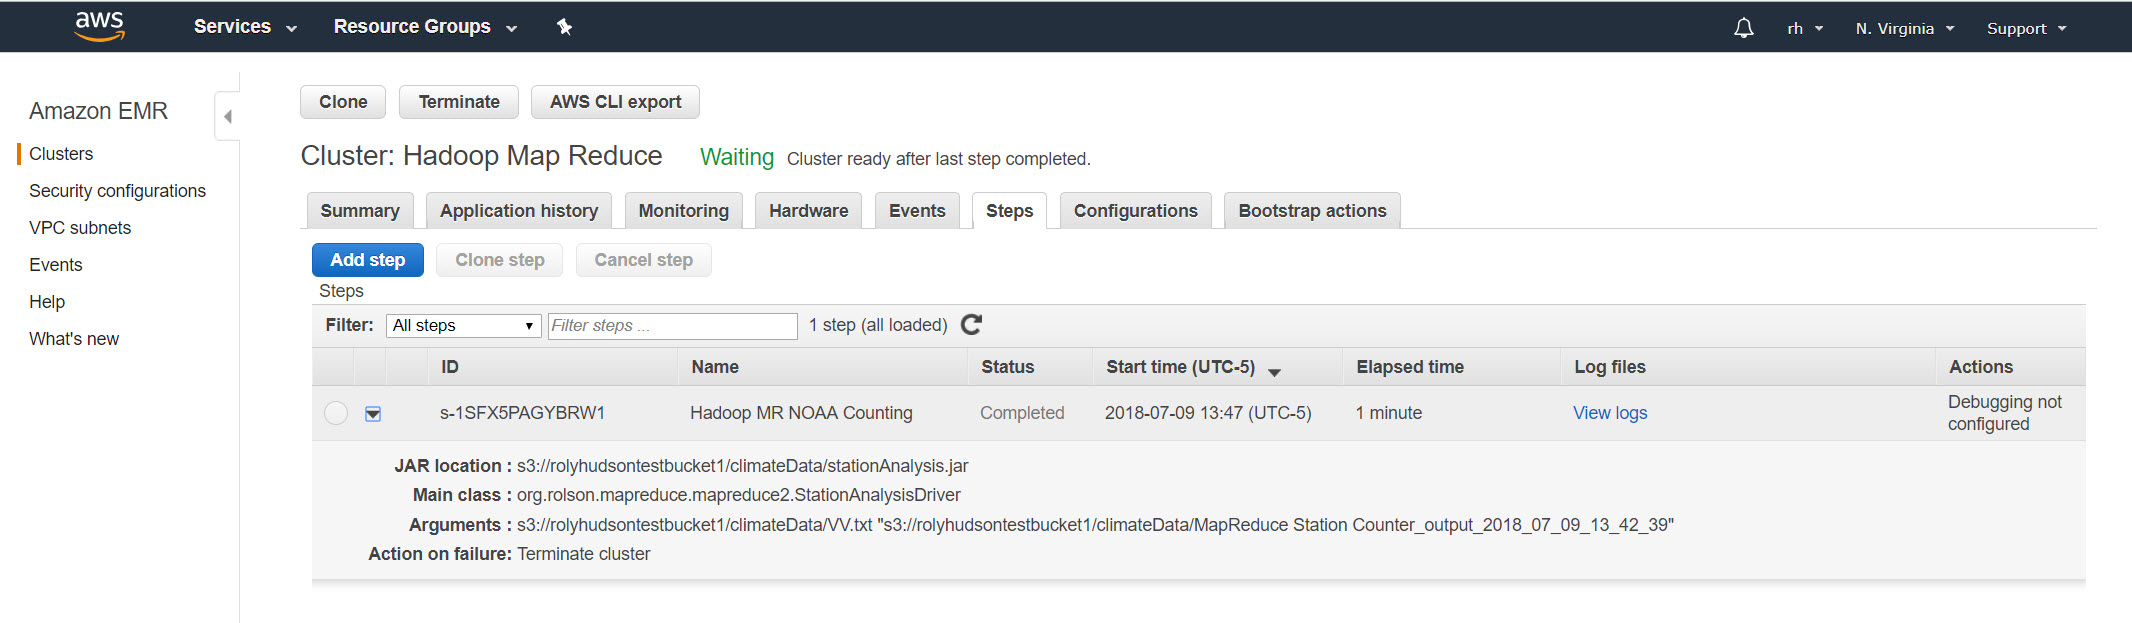 aws Services Resource Groups rh N. Virginia Support
Amazon EMR
Clusters
Security configurations
VPC subnets
Events
Help
What's new
Clone Terminate AWS CLI export
Cluster: Hadoop Map Reduce Waiting Cluster ready after last step completed.
Summary Application history Monitoring Hardware Events Steps Configurations Bootstrap actions
Add step Clone step Cancel step
Steps
Filter: All steps Filter steps ... 1 step (all loaded)
ID Name Status Start time (UTC-5) Elapsed time Log files Actions
s-1SFX5PAGYBRW1 Hadoop MR NOAA Counting Completed 2018-07-09 13:47 (UTC-5) 1 minute View logs Debugging not
configured
JAR location : s3://rolyhudsontestbucket1/climateData/stationAnalysis.jar
Main class : org.rolson.mapreduce.mapreduce2.StationAnalysisDriver
Arguments : s3://rolyhudsontestbucket1/climateData/VV.txt "s3://rolyhudsontestbucket1/climateData/MapReduce Station Counter_output_2018_07_09_13_42_39"
Action on failure: Terminate cluster